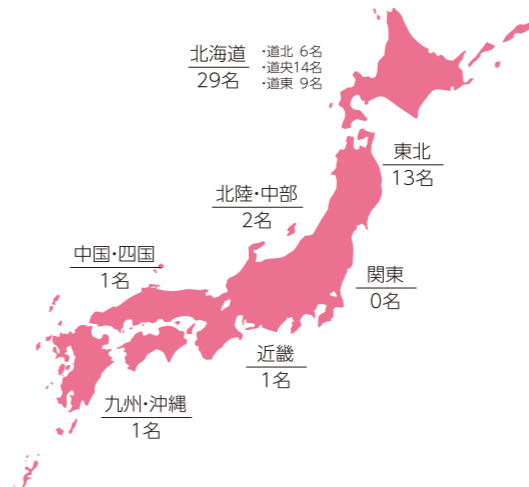 北海道
29名
・道北 6名
・道央14名
・道東 9名
東北
13名
北陸・中部
2名
中国・四国
1名
関東
0名
近畿
1名
九州・沖縄
1名